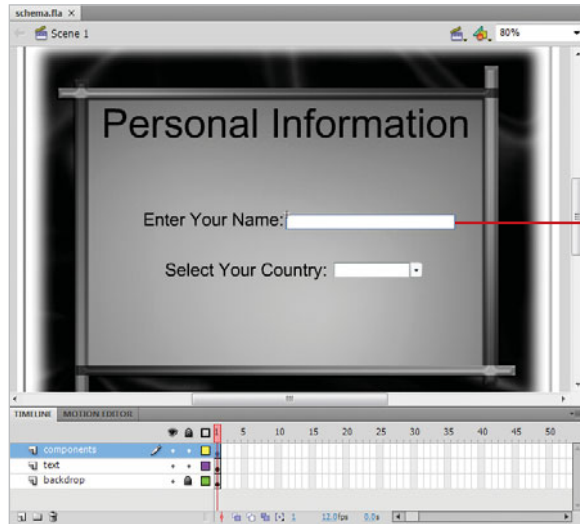 schema.fla ×
Scene 1
80%
Personal Information
Enter Your Name:
Select Your Country:
TIMELINE MOTION EDITOR
1 5 10 15 20 25 30 35 40 45 50
components
text
backdrop
1 12.0fps 0.0s